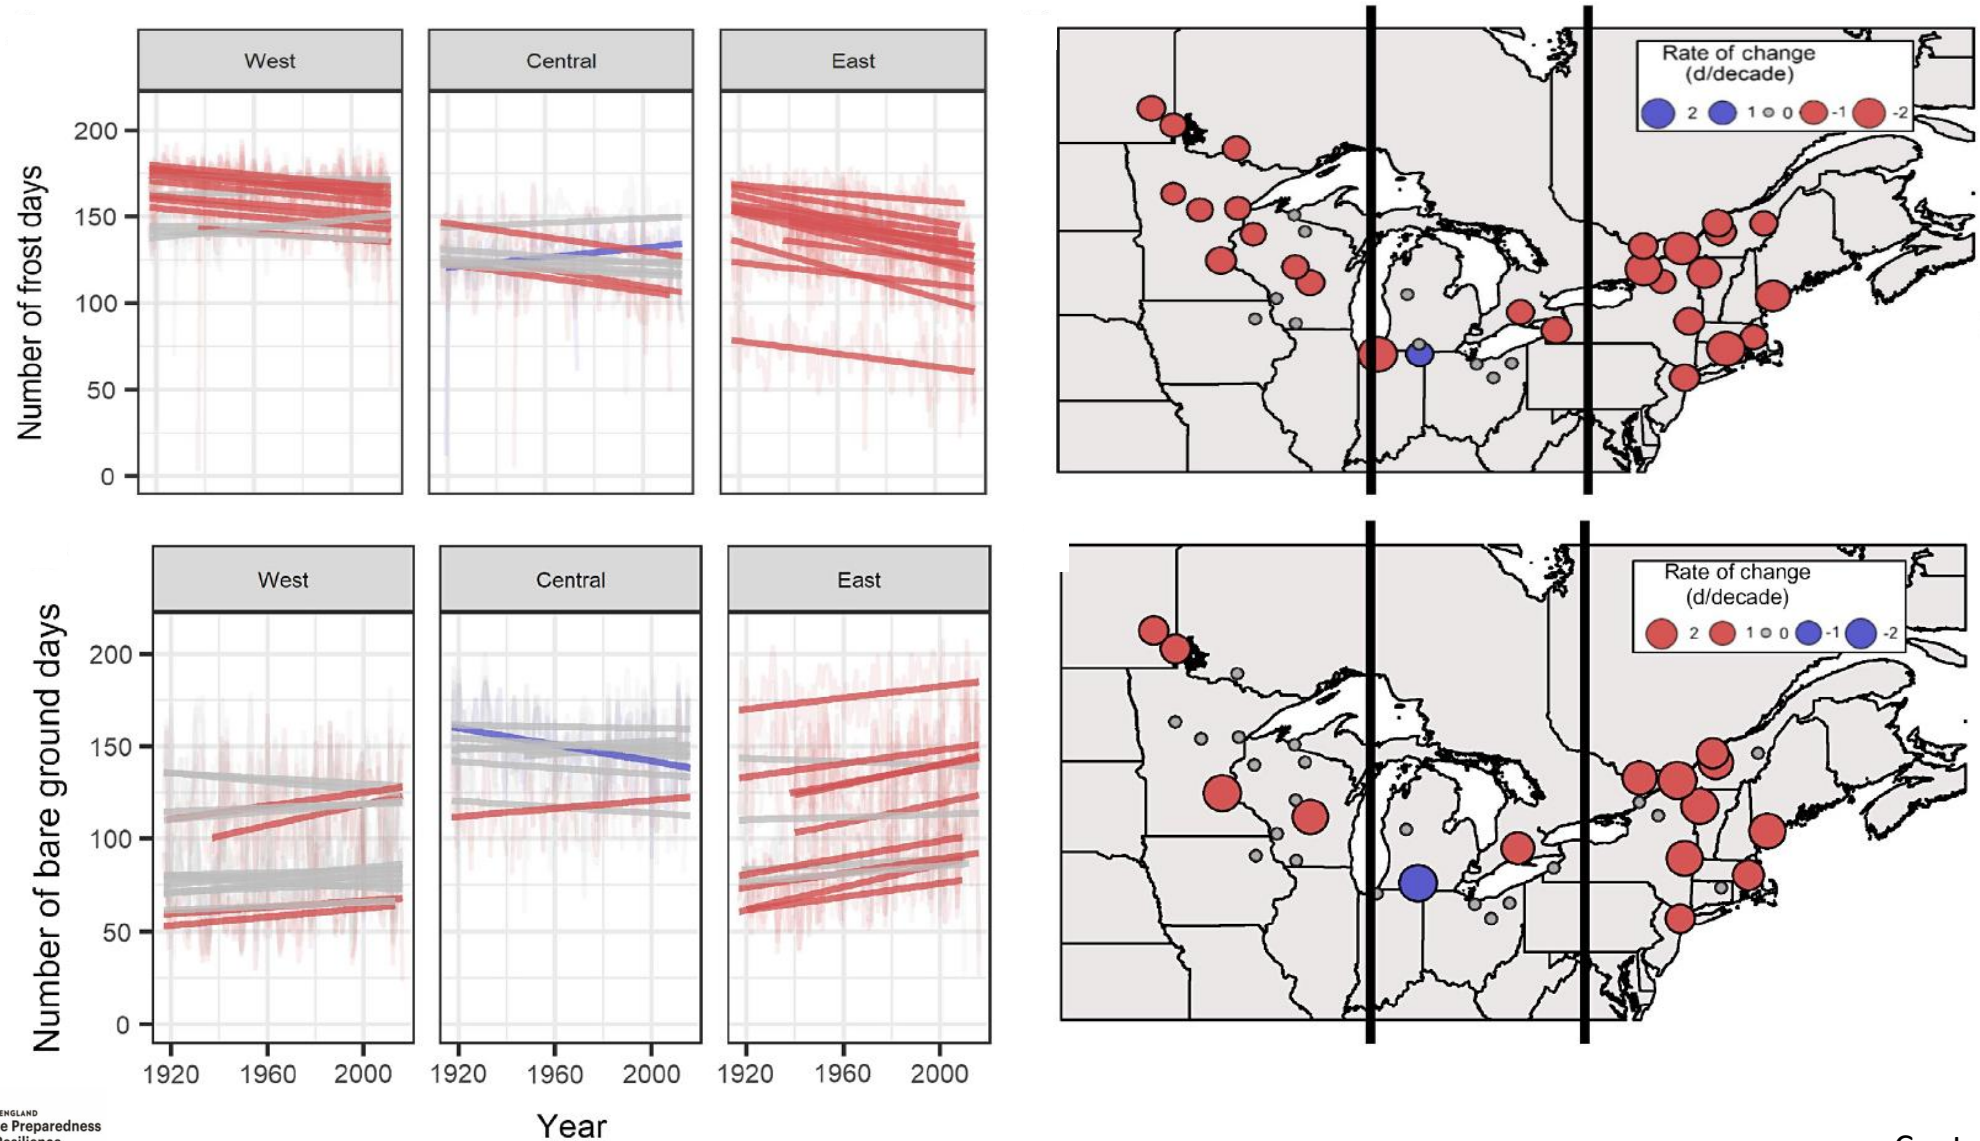 West Central East
Number of frost days
200
150
100
50
0
Rate of change
(d/decade)
2 1 0 -1 -2
West Central East
Number of bare ground days
200
150
100
50
0
1920 1960 2000 1920 1960 2000 1920 1960 2000
Year
Rate of change
(d/decade)
2 1 0 -1 -2
ENGLAND
e Preparedness